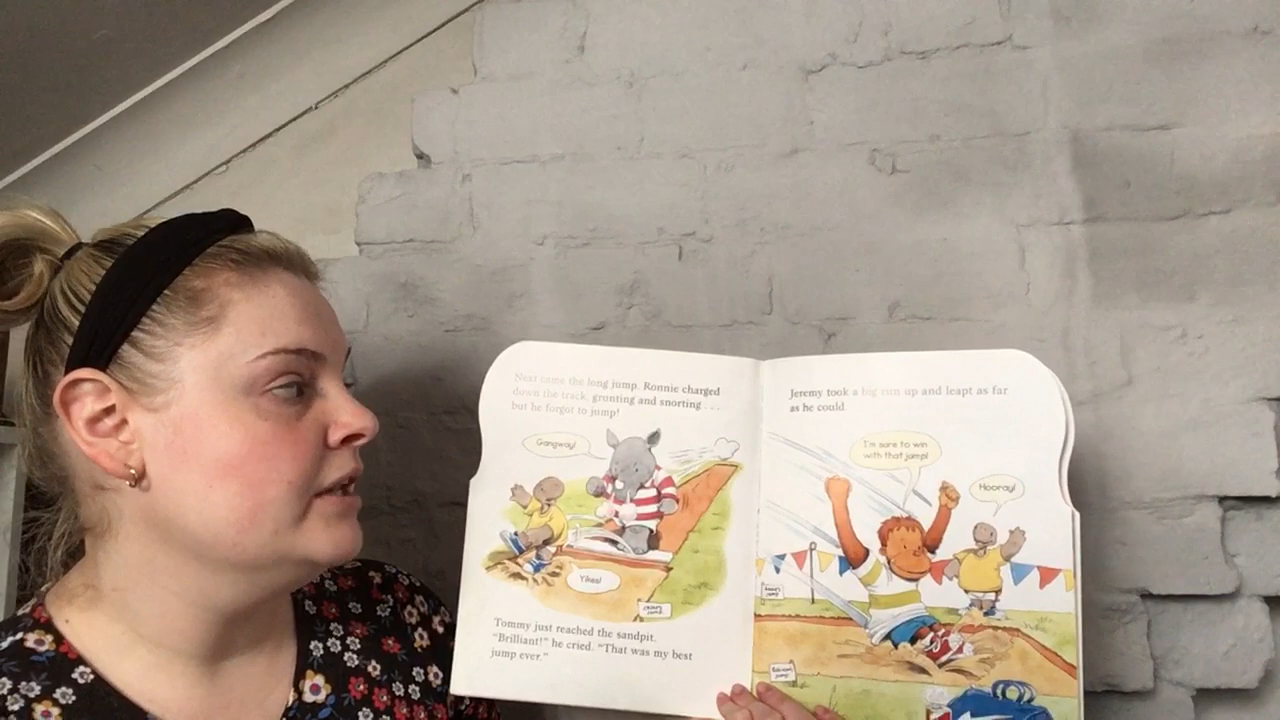 Next came the long jump. Ronnie charged
down the track, grunting and snorting . . .
but he forgot to jump!
Gangway!
Yikes!
Tommy just reached the sandpit.
"Brilliant!" he cried. "That was my best
jump ever."
Jeremy took a big run up and leapt as far
as he could.
I'm sure to win
with that jump!
Hooray!
jump
jump